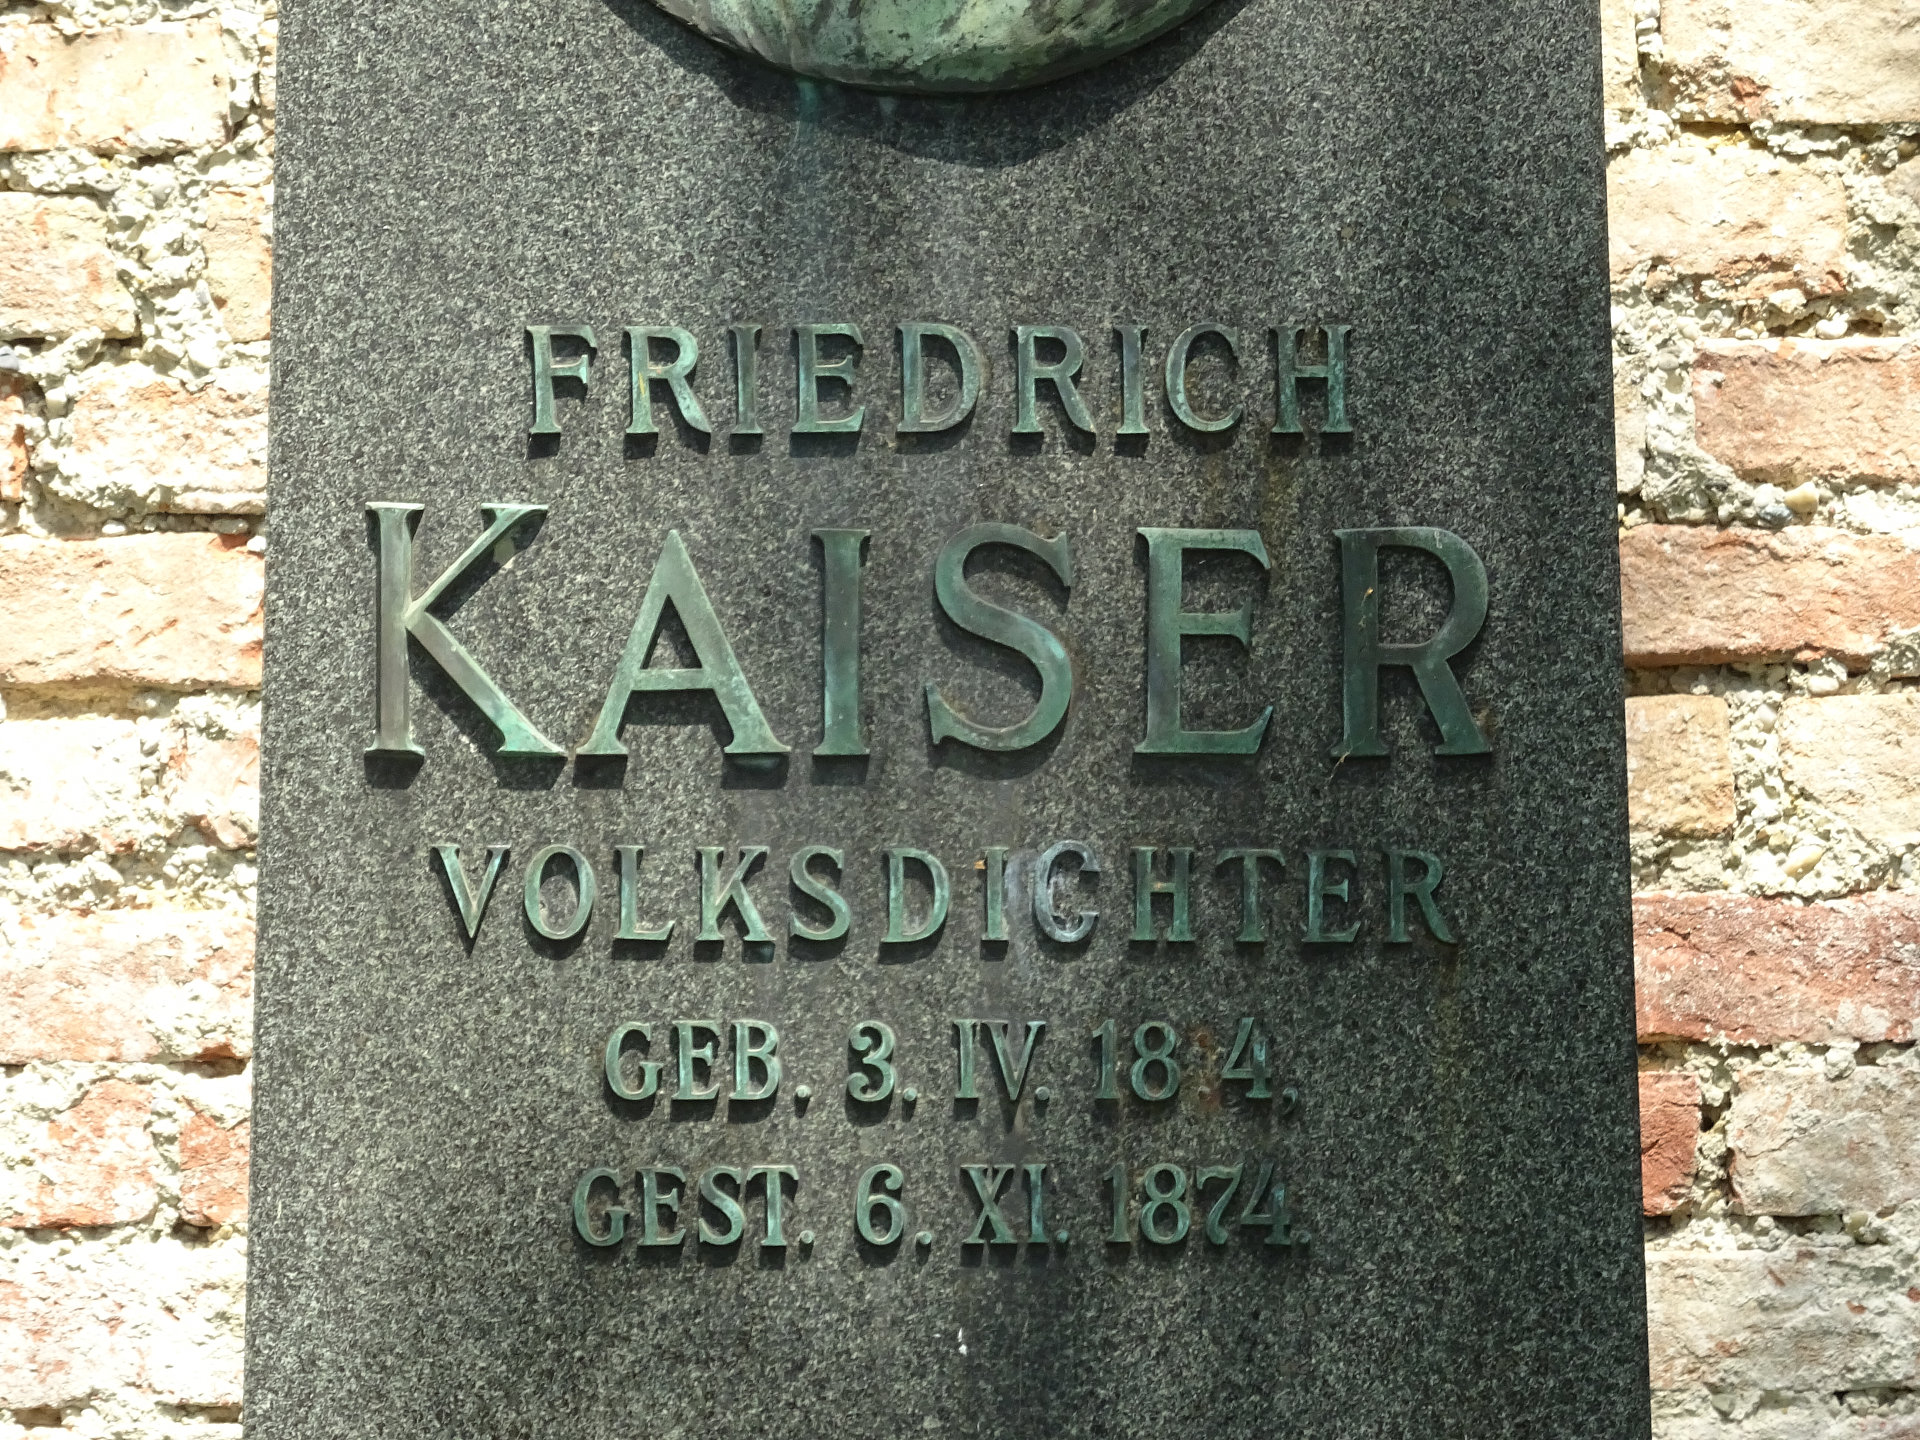 FRIEDRICH
KAISER
VOLKSDICHTER
GEB. 3. IV. 18 4,
GEST. 6. XI. 1874.